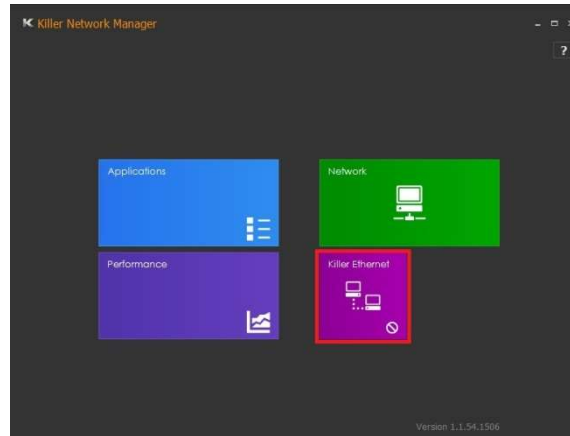 Killer Network Manager
?
Applications
Network
Performance
Killer Ethernet
Version 1.1.54.1506